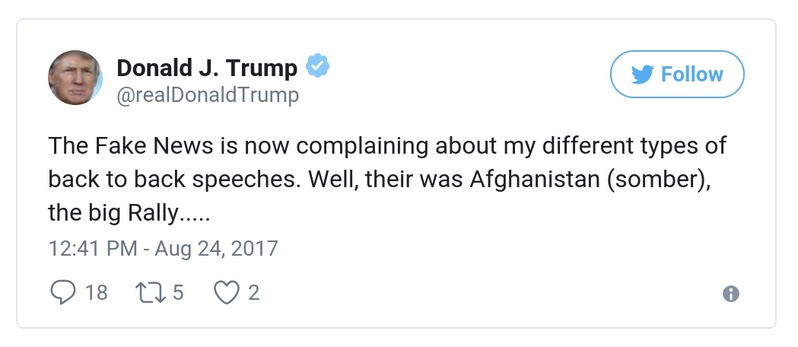 Donald J. Trump
@realDonaldTrump
Follow
The Fake News is now complaining about my different types of
back to back speeches. Well, their was Afghanistan (somber),
the big Rally.....
12:41 PM - Aug 24, 2017
18 5 2